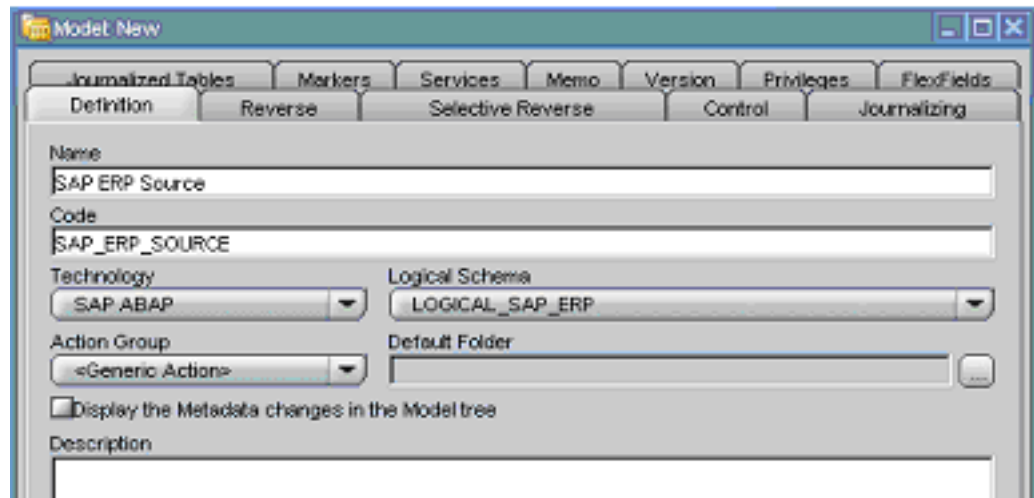 Model: New
Journalized Tables Markers Services Memo Version Privileges FlexFields
Definition Reverse Selective Reverse Control Journalizing
Name
SAP ERP Source
Code
SAP_ERP_SOURCE
Technology Logical Schema
SAP ABAP LOGICAL_SAP_ERP
Action Group Default Folder
<Generic Action> ...
Display the Metadata changes in the Model tree
Description